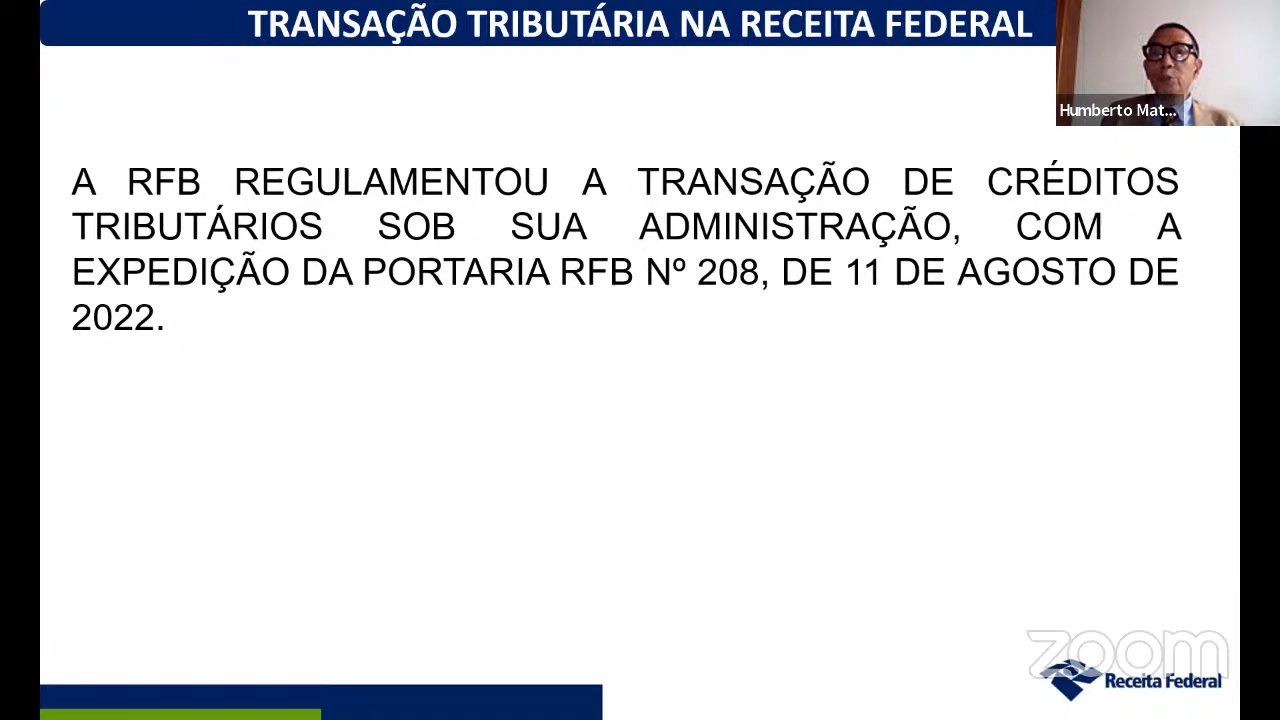 TRANSAÇÃO TRIBUTÁRIA NA RECEITA FEDERAL
Humberto Mat...
A RFB REGULAMENTOU A TRANSAÇÃO DE CRÉDITOS
TRIBUTÁRIOS SOB SUA ADMINISTRAÇÃO, COM A
EXPEDIÇÃO DA PORTARIA RFB Nº 208, DE 11 DE AGOSTO DE
2022.
zoom
Receita Federal